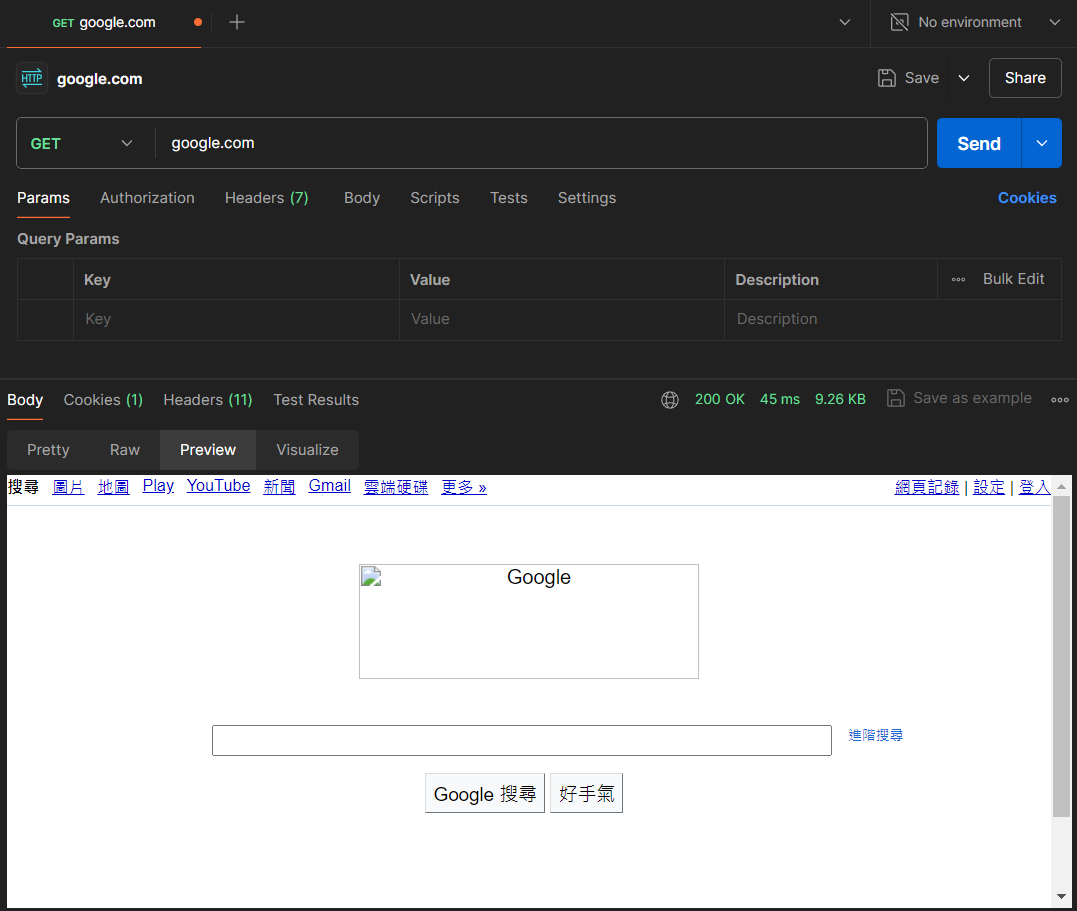 GET google.com
No environment
HTTP google.com Save Share
GET google.com Send
Params Authorization Headers (7) Body Scripts Tests Settings Cookies
Query Params
Key Value Description Bulk Edit
Key Value Description
Body Cookies (1) Headers (11) Test Results 200 OK 45 ms 9.26 KB Save as example
Pretty Raw Preview Visualize
搜尋 圖片 地圖 Play YouTube 新聞 Gmail 雲端硬碟 更多 » 網頁記錄 | 設定 | 登入
Google
進階搜尋
Google 搜尋 好手氣